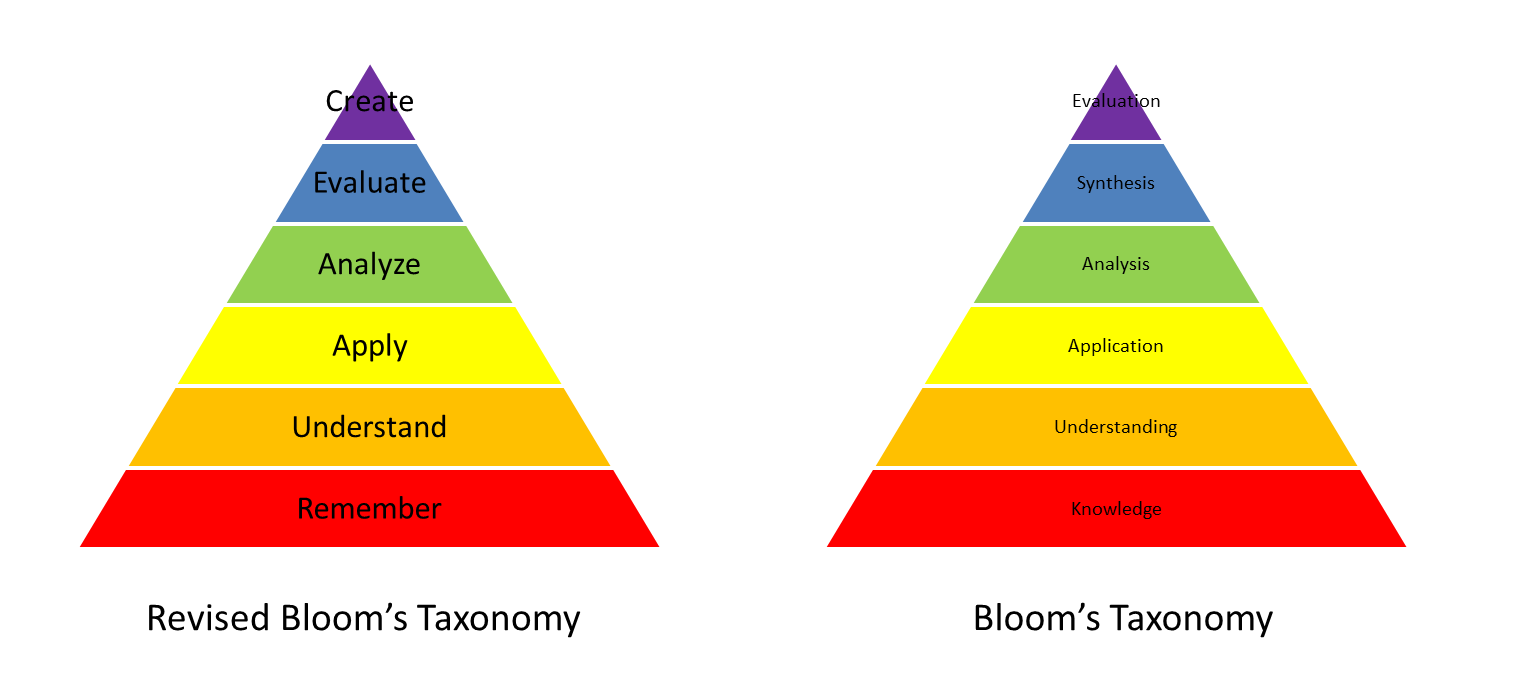 Create
Evaluate
Analyze
Apply
Understand
Remember
Revised Bloom’s Taxonomy
Evaluation
Synthesis
Analysis
Application
Understanding
Knowledge
Bloom’s Taxonomy